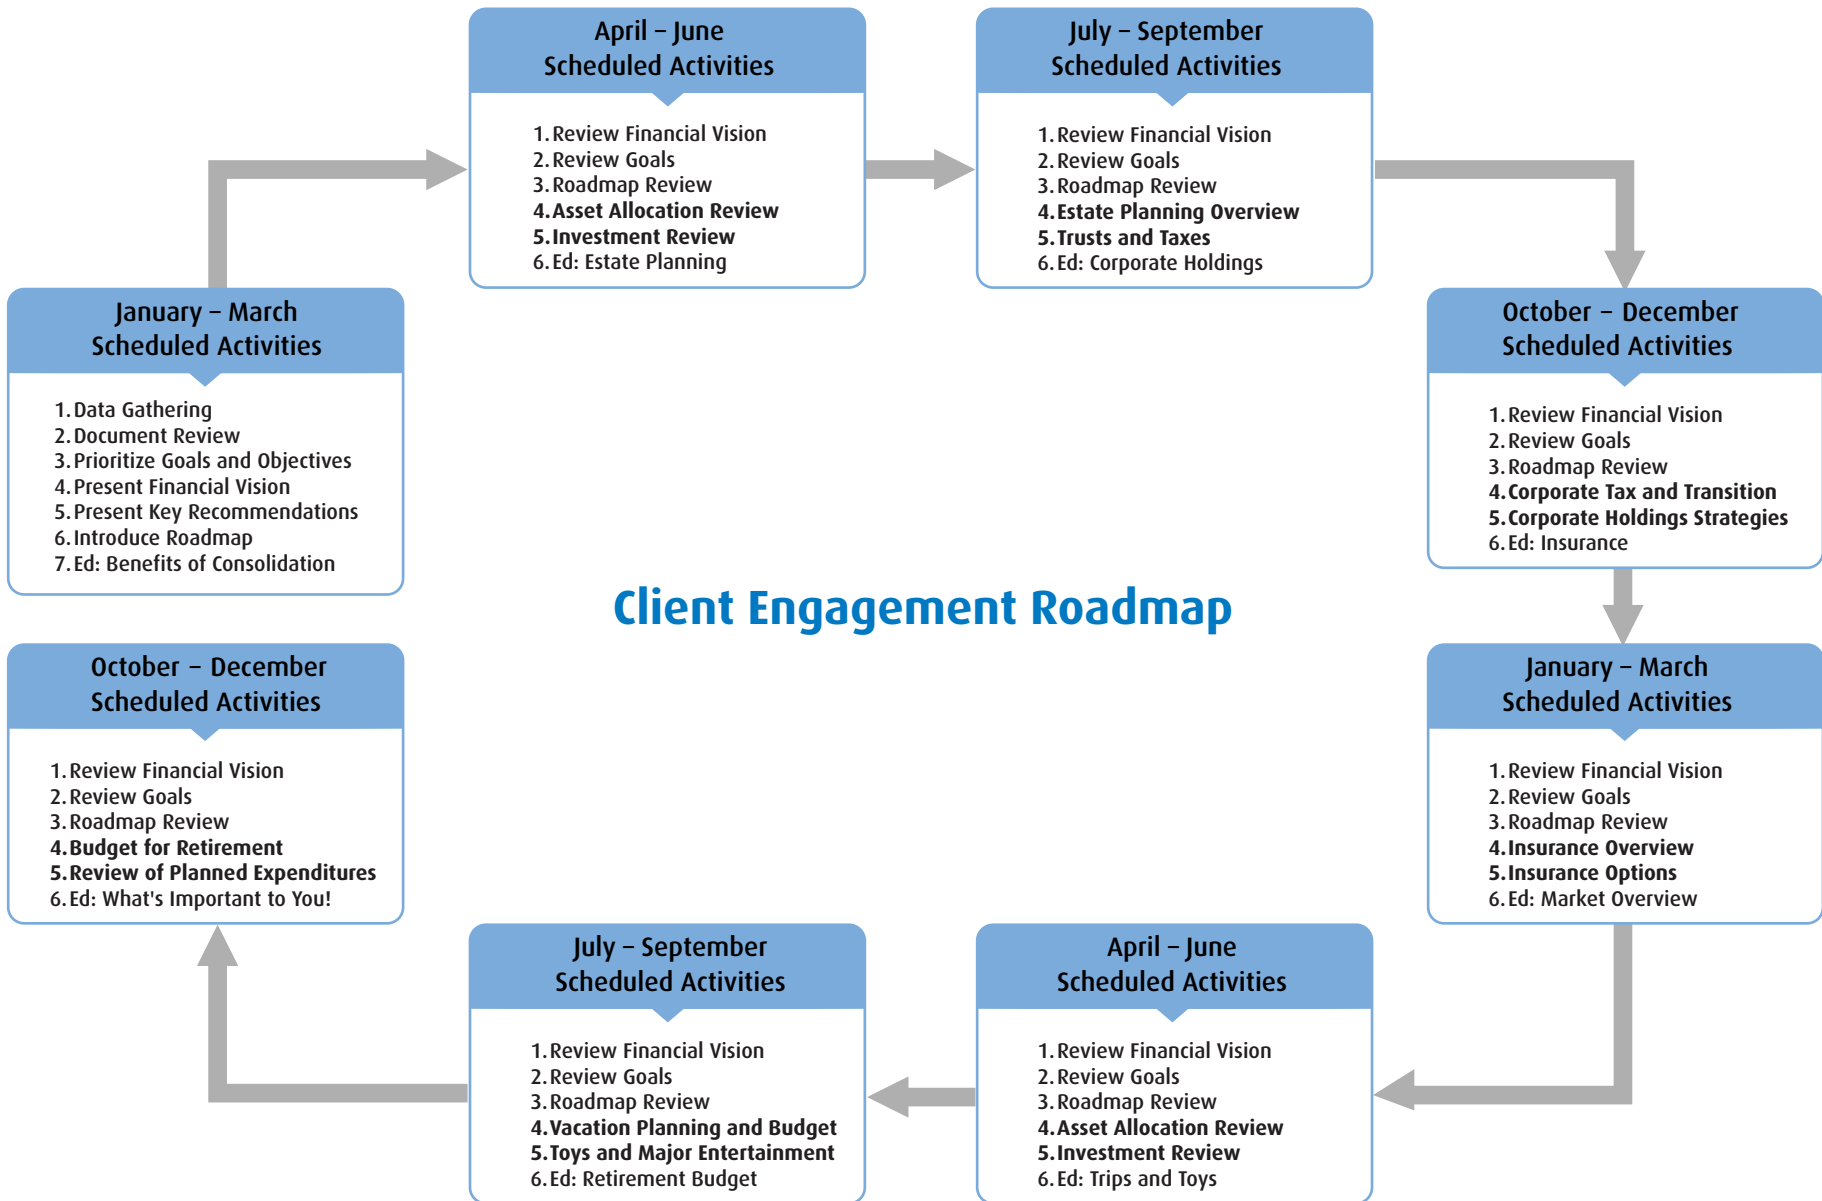 April – June
Scheduled Activities
1. Review Financial Vision
2. Review Goals
3. Roadmap Review
4. Asset Allocation Review
5. Investment Review
6. Ed: Estate Planning
July – September
Scheduled Activities
1. Review Financial Vision
2. Review Goals
3. Roadmap Review
4. Estate Planning Overview
5. Trusts and Taxes
6. Ed: Corporate Holdings
January – March
Scheduled Activities
1. Data Gathering
2. Document Review
3. Prioritize Goals and Objectives
4. Present Financial Vision
5. Present Key Recommendations
6. Introduce Roadmap
7. Ed: Benefits of Consolidation
October – December
Scheduled Activities
1. Review Financial Vision
2. Review Goals
3. Roadmap Review
4. Corporate Tax and Transition
5. Corporate Holdings Strategies
6. Ed: Insurance
Client Engagement Roadmap
October – December
Scheduled Activities
1. Review Financial Vision
2. Review Goals
3. Roadmap Review
4. Budget for Retirement
5. Review of Planned Expenditures
6. Ed: What's Important to You!
January – March
Scheduled Activities
1. Review Financial Vision
2. Review Goals
3. Roadmap Review
4. Insurance Overview
5. Insurance Options
6. Ed: Market Overview
July – September
Scheduled Activities
1. Review Financial Vision
2. Review Goals
3. Roadmap Review
4. Vacation Planning and Budget
5. Toys and Major Entertainment
6. Ed: Retirement Budget
April – June
Scheduled Activities
1. Review Financial Vision
2. Review Goals
3. Roadmap Review
4. Asset Allocation Review
5. Investment Review
6. Ed: Trips and Toys